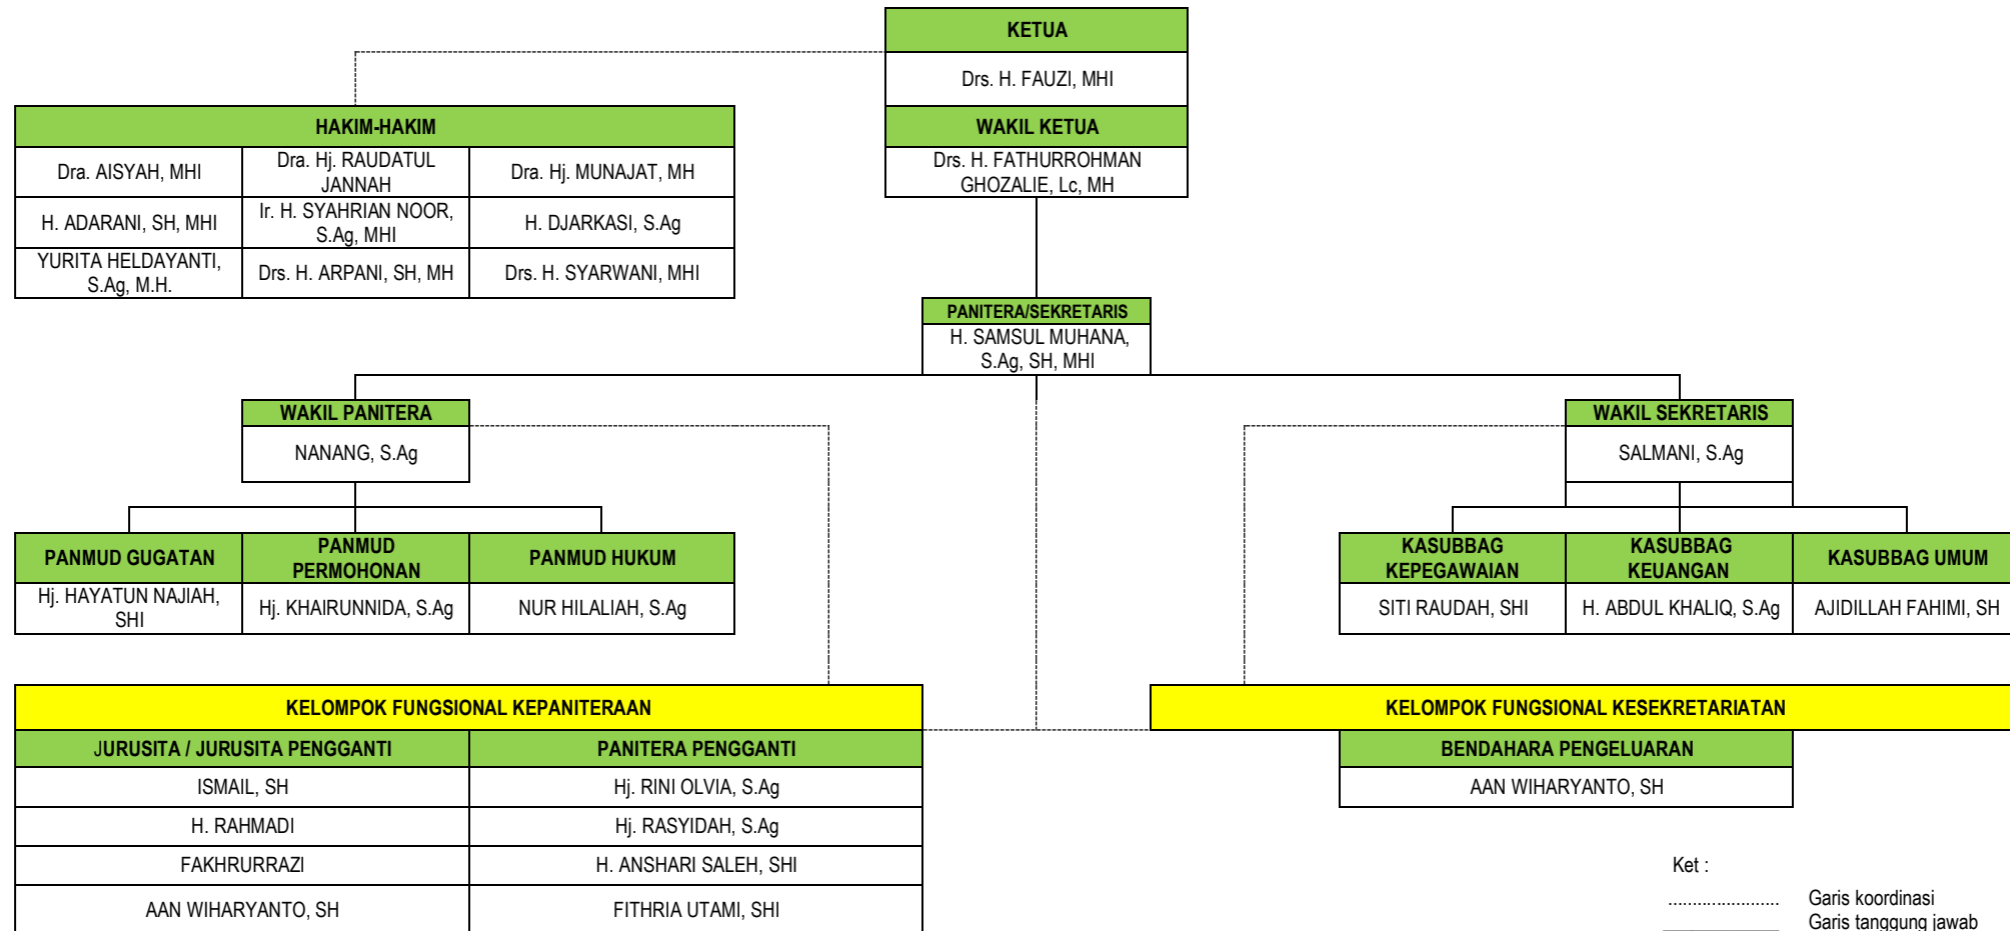 KETUA
Drs. H. FAUZI, MHI
HAKIM-HAKIM
WAKIL KETUA
Dra. AISYAH, MHI
Dra. Hj. RAUDATUL
JANNAH
Dra. Hj. MUNAJAT, MH
Drs. H. FATHURROHMAN
GHOZALIE, Lc, MH
H. ADARANI, SH, MHI
Ir. H. SYAHRIAN NOOR,
S.Ag, MHI
H. DJARKASI, S.Ag
YURITA HELDAYANTI,
S.Ag, M.H.
Drs. H. ARPANI, SH, MH
Drs. H. SYARWANI, MHI
PANITERA/SEKRETARIS
H. SAMSUL MUHANA,
S.Ag, SH, MHI
WAKIL PANITERA
NANANG, S.Ag
WAKIL SEKRETARIS
SALMANI, S.Ag
PANMUD GUGATAN
PANMUD
PERMOHONAN
PANMUD HUKUM
Hj. HAYATUN NAJIAH,
SHI
Hj. KHAIRUNNIDA, S.Ag
NUR HILALIAH, S.Ag
KASUBBAG
KEPEGAWAIAN
KASUBBAG
KEUANGAN
KASUBBAG UMUM
SITI RAUDAH, SHI
H. ABDUL KHALIQ, S.Ag
AJIDILLAH FAHIMI, SH
KELOMPOK FUNGSIONAL KEPANITERAAN
JURUSITA / JURUSITA PENGGANTI
PANITERA PENGGANTI
ISMAIL, SH
Hj. RINI OLVIA, S.Ag
H. RAHMADI
Hj. RASYIDAH, S.Ag
FAKHRURRAZI
H. ANSHARI SALEH, SHI
AAN WIHARYANTO, SH
FITHRIA UTAMI, SHI
KELOMPOK FUNGSIONAL KESEKRETARIATAN
BENDAHARA PENGELUARAN
AAN WIHARYANTO, SH
Ket :
....................... Garis koordinasi
Garis tanggung jawab